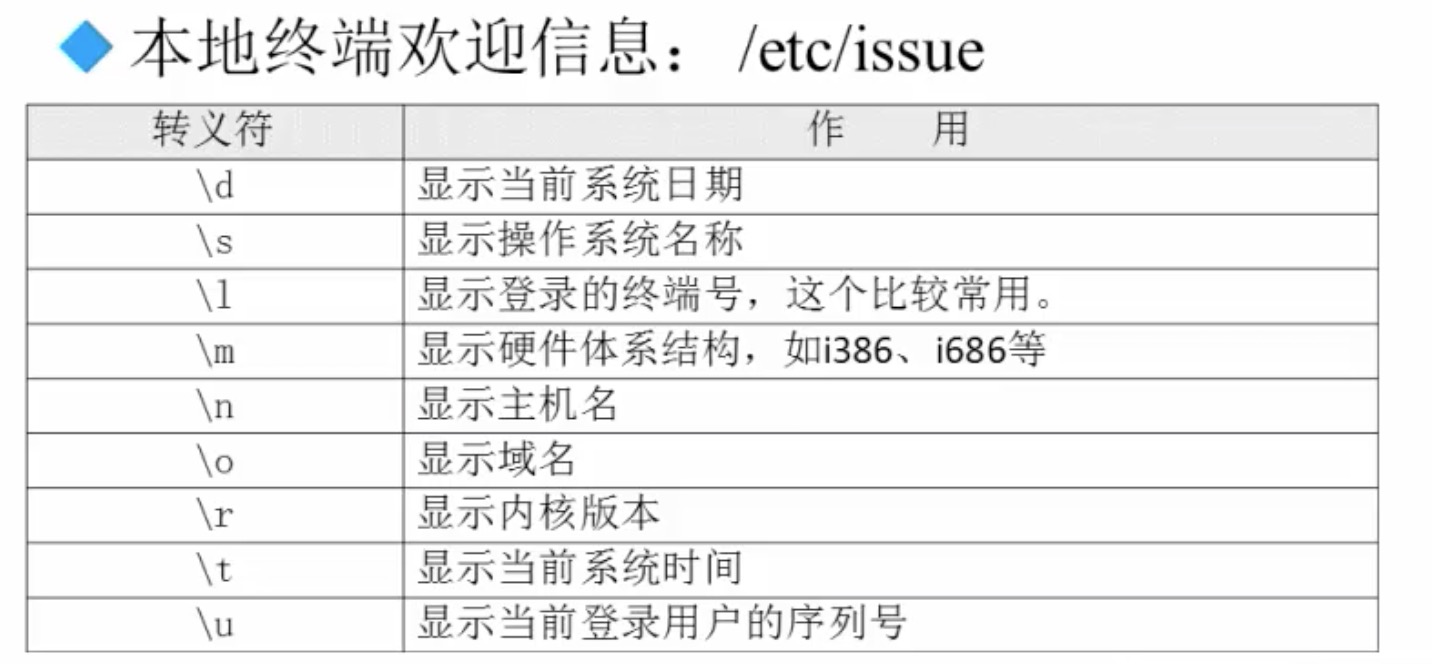 本地终端欢迎信息： /etc/issue
转义符 作 用
\d 显示当前系统日期
\s 显示操作系统名称
\l 显示登录的终端号，这个比较常用。
\m 显示硬件体系结构，如i386、i686等
\n 显示主机名
\o 显示域名
\r 显示内核版本
\t 显示当前系统时间
\u 显示当前登录用户的序列号